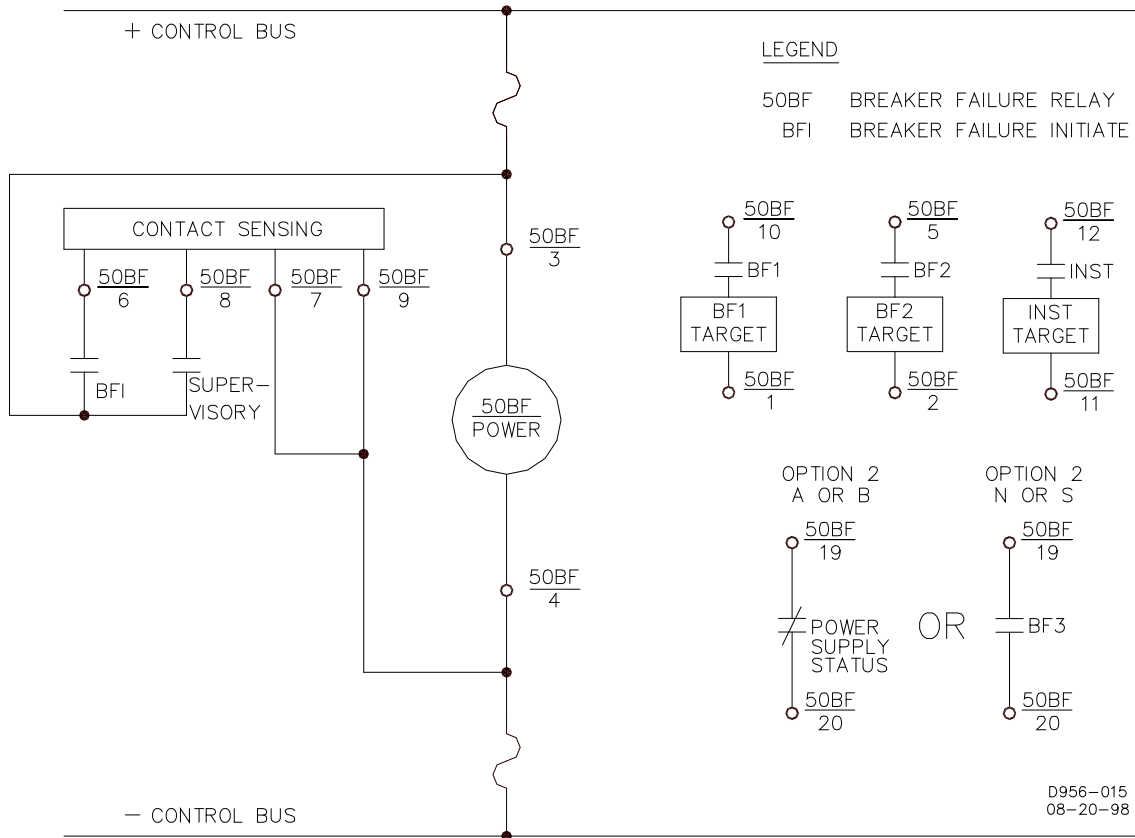 + CONTROL BUS
LEGEND
50BF BREAKER FAILURE RELAY
BFI BREAKER FAILURE INITIATE
CONTACT SENSING
50BF
6
50BF
8
50BF
7
50BF
9
BFI
SUPER-
VISORY
50BF
3
50BF
POWER
50BF
4
50BF
10
BF1
BF1
TARGET
50BF
1
50BF
5
BF2
BF2
TARGET
50BF
2
50BF
12
INST
INST
TARGET
50BF
11
OPTION 2
A OR B
50BF
19
POWER
SUPPLY
STATUS
50BF
20
OR
OPTION 2
N OR S
50BF
19
BF3
50BF
20
– CONTROL BUS
D956-015
08-20-98